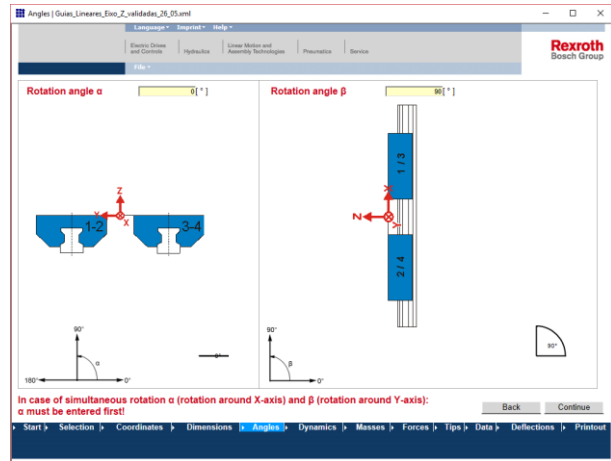 Angles | Guias_Lineares_Eixo_Z_validadas_26_05.xml
Language Imprint Help
Electric Drives and Controls
Hydraulics
Linear Motion and Assembly Technologies
Pneumatics
Service
Rexroth
Bosch Group
File
Rotation angle α 0 [ ° ]
Z
Y
X
1-2
3-4
90°
α
180°
0°
0°
Rotation angle β 90 [ ° ]
1 / 3
X
Z
Y
2 / 4
90°
β
0°
90°
In case of simultaneous rotation α (rotation around X-axis) and β (rotation around Y-axis):
α must be entered first!
Back Continue
Start Selection Coordinates Dimensions Angles Dynamics Masses Forces Tips Data Deflections Printout